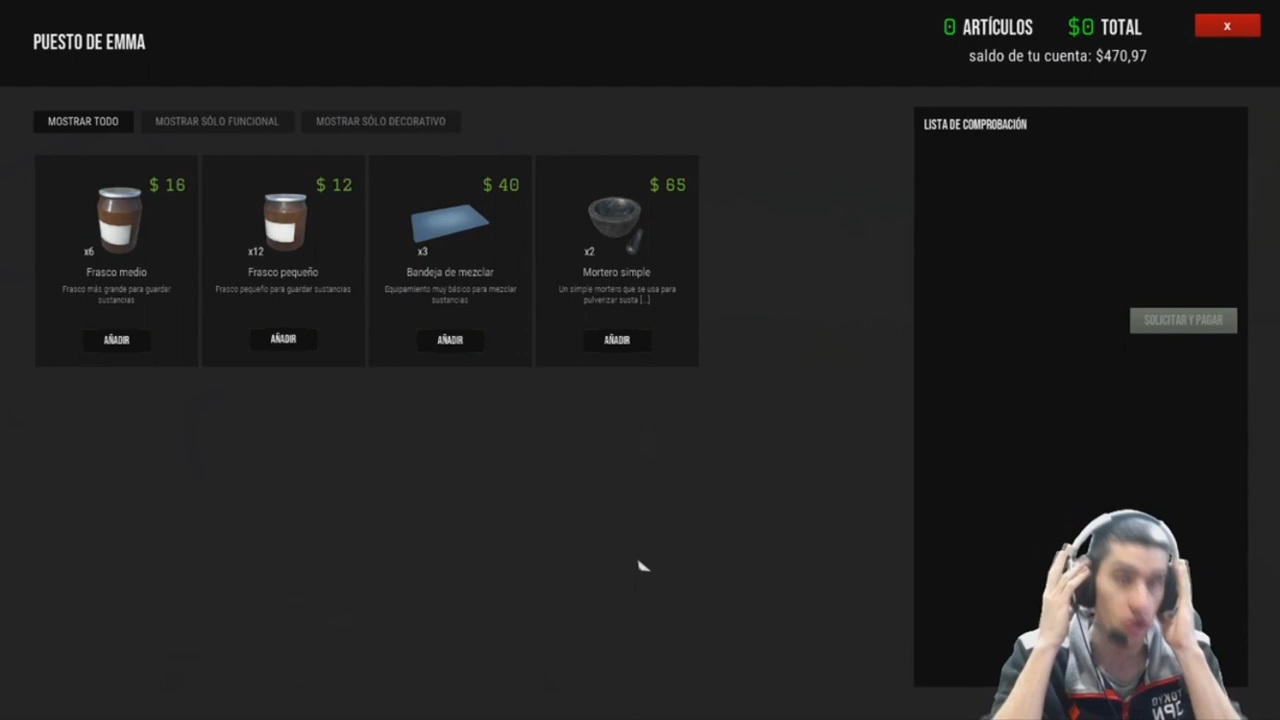 PUESTO DE EMMA
0 ARTÍCULOS $0 TOTAL
X
saldo de tu cuenta: $470,97
MOSTRAR TODO
MOSTRAR SÓLO FUNCIONAL
MOSTRAR SÓLO DECORATIVO
LISTA DE COMPROBACIÓN
$ 16
x6
Frasco medio
Frasco más grande para guardar
sustancias
AÑADIR
$ 12
x12
Frasco pequeño
Frasco pequeño para guardar sustancias
AÑADIR
$ 40
x3
Bandeja de mezclar
Equipamiento muy básico para mezclar
sustancias
AÑADIR
$ 65
x2
Mortero simple
Un simple mortero que se usa para
pulverizar susta [...]
AÑADIR
SOLICITAR Y PAGAR
TOKYO
JPN